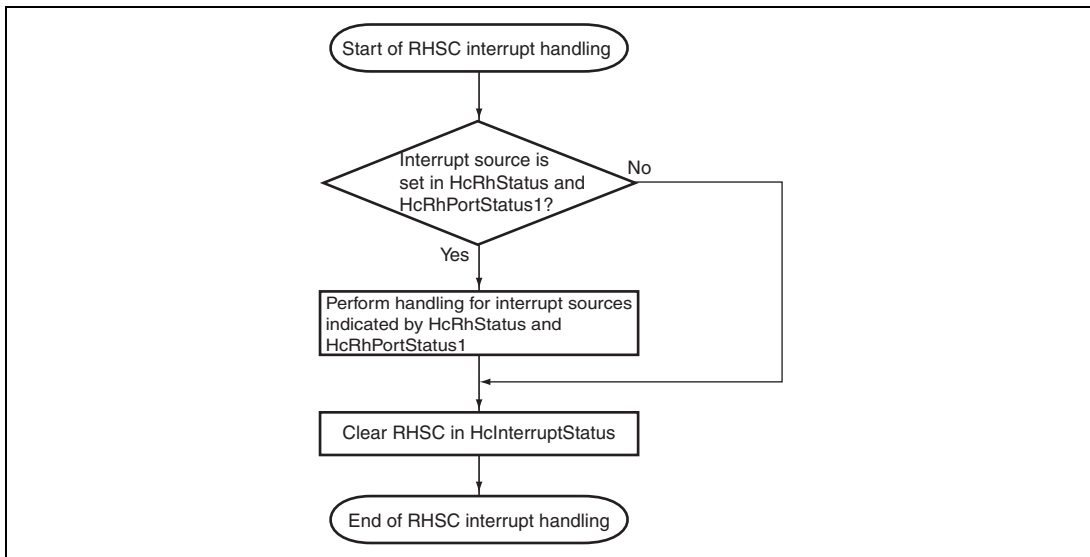 Start of RHSC interrupt handling
Interrupt source is
set in HcRhStatus and
HcRhPortStatus1?
No
Yes
Perform handling for interrupt sources
indicated by HcRhStatus and
HcRhPortStatus1
Clear RHSC in HcInterruptStatus
End of RHSC interrupt handling